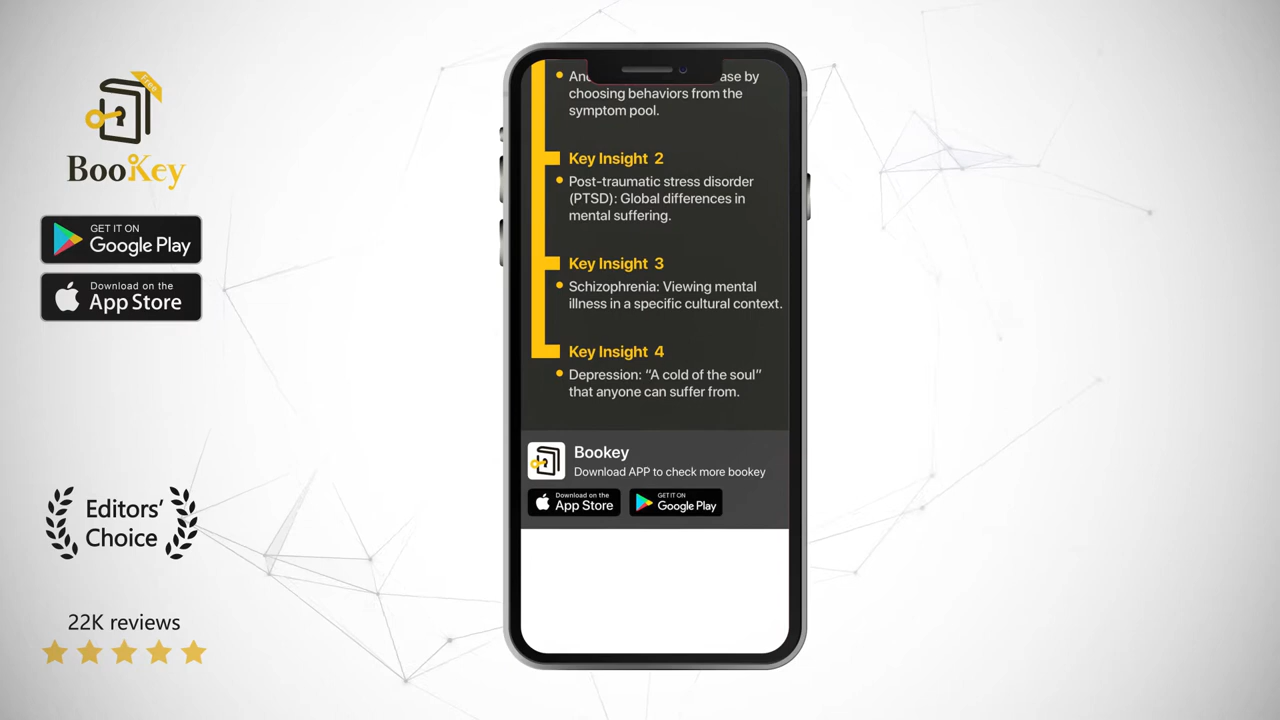 Free
BooKey
GET IT ON
Google Play
Download on the
App Store
Editors’
Choice
22K reviews
choosing behaviors from the
symptom pool.
Key Insight 2
Post-traumatic stress disorder
(PTSD): Global differences in
mental suffering.
Key Insight 3
Schizophrenia: Viewing mental
illness in a specific cultural context.
Key Insight 4
Depression: “A cold of the soul”
that anyone can suffer from.
Bookey
Download APP to check more bookey
Download on the
App Store
GET IT ON
Google Play